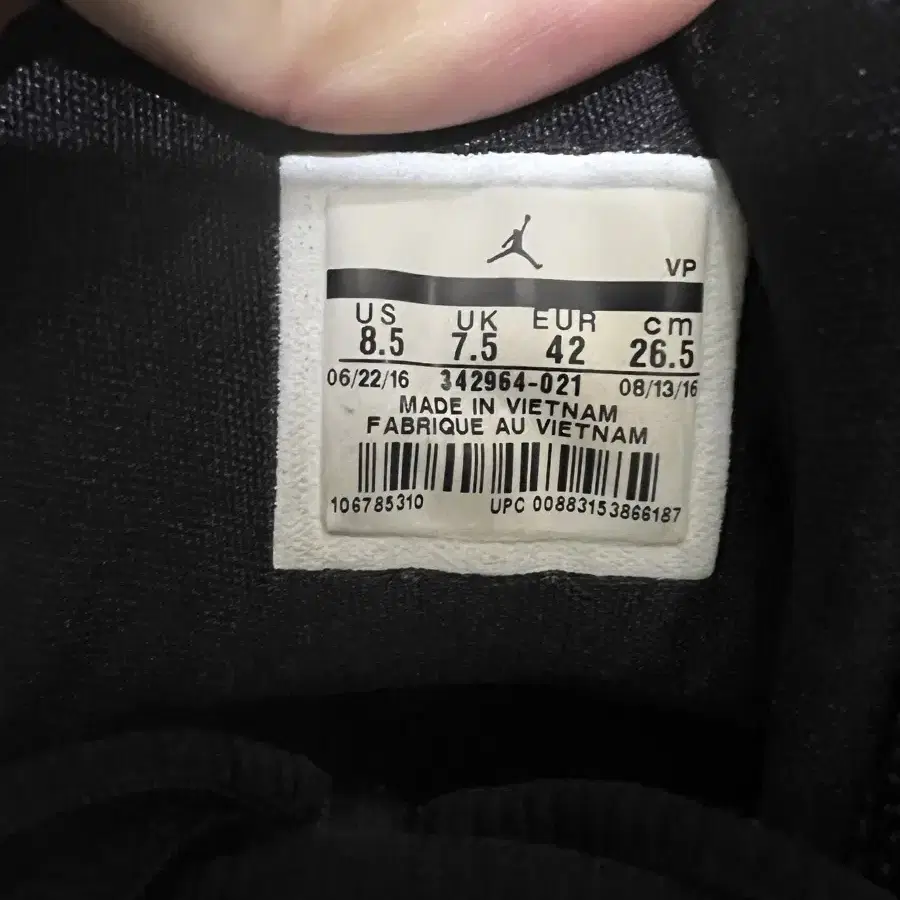 VP
US UK EUR cm
8.5 7.5 42 26.5
06/22/16 342964-021 08/13/16
MADE IN VIETNAM
FABRIQUE AU VIETNAM
106785310 UPC 00883153866187